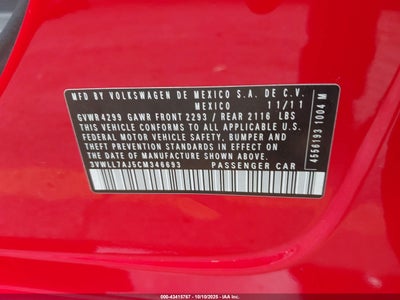 MFD BY VOLKSWAGEN DE MEXICO S.A. DE C.V.
MEXICO 11/11
GVWR 4299 GAWR FRONT 2293 / REAR 2116 LBS
THIS VEHICLE CONFORMS TO ALL APPLICABLE U.S.
FEDERAL MOTOR VEHICLE SAFETY, BUMPER AND
THEFT PREVENTION STANDARDS IN EFFECT ON THE
DATE OF MANUFACTURE SHOWN ABOVE.
3VWLL7AJ5CM346693 PASSENGER CAR
4556193 1004 M
000-43415767 - 10/10/2025 - IAA Inc.